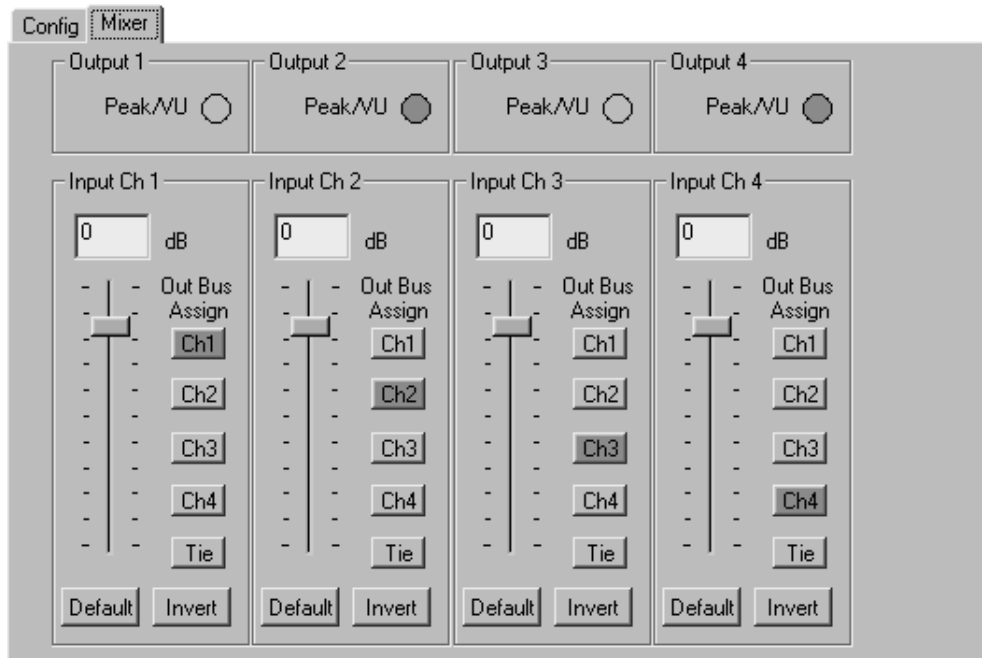 Config Mixer
Output 1 Output 2 Output 3 Output 4
Peak/VU Peak/VU Peak/VU Peak/VU
Input Ch 1 Input Ch 2 Input Ch 3 Input Ch 4
0 dB 0 dB 0 dB 0 dB
Out Bus Out Bus Out Bus Out Bus
Assign Assign Assign Assign
Ch1 Ch1 Ch1 Ch1
Ch2 Ch2 Ch2 Ch2
Ch3 Ch3 Ch3 Ch3
Ch4 Ch4 Ch4 Ch4
Tie Tie Tie Tie
Default Invert Default Invert Default Invert Default Invert